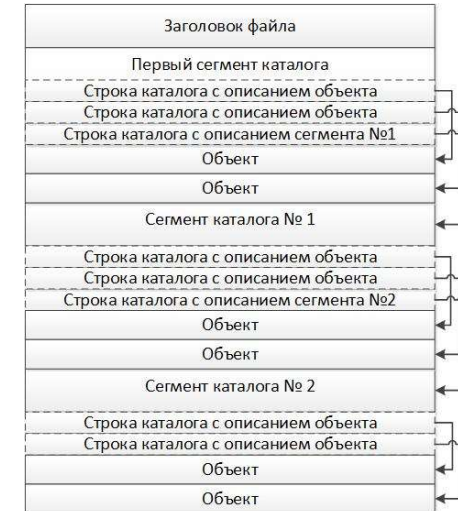 Заголовок файла
Первый сегмент каталога
Строка каталога с описанием объекта
Строка каталога с описанием объекта
Строка каталога с описанием сегмента №1
Объект
Объект
Сегмент каталога № 1
Строка каталога с описанием объекта
Строка каталога с описанием объекта
Строка каталога с описанием сегмента №2
Объект
Объект
Сегмент каталога № 2
Строка каталога с описанием объекта
Строка каталога с описанием объекта
Объект
Объект